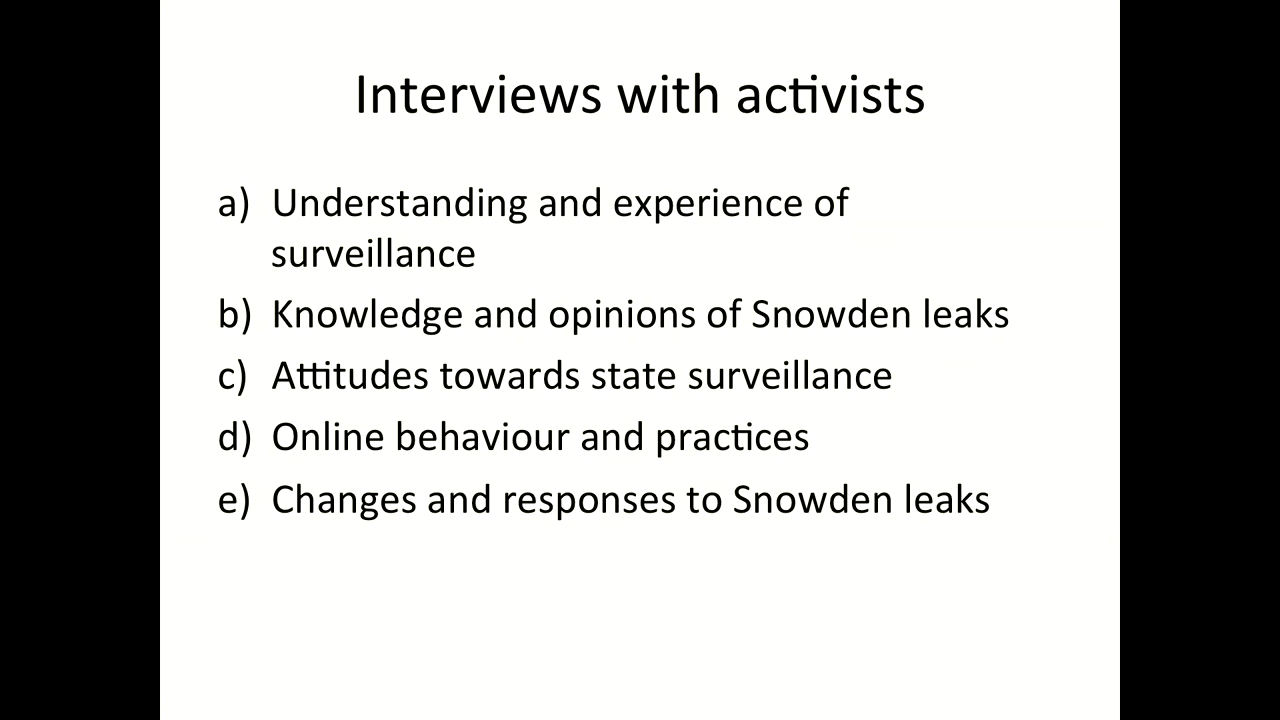 Interviews with activists
a) Understanding and experience of
surveillance
b) Knowledge and opinions of Snowden leaks
c) Attitudes towards state surveillance
d) Online behaviour and practices
e) Changes and responses to Snowden leaks